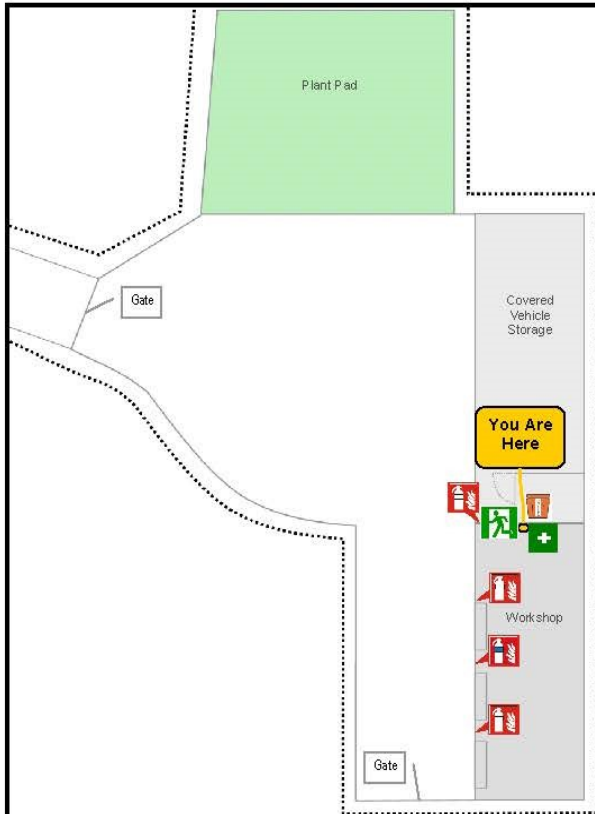 Plant Pad
Gate
Covered
Vehicle
Storage
You Are
Here
Workshop
Gate